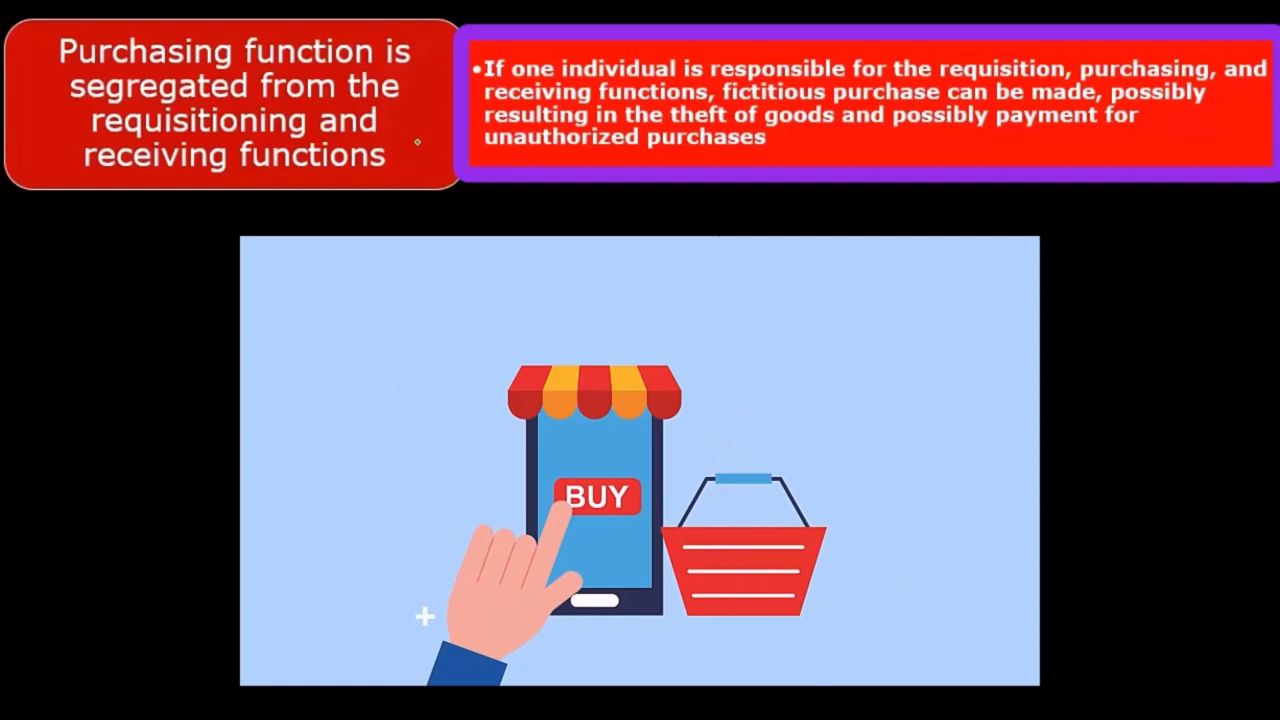 Purchasing function is
segregated from the
requisitioning and
receiving functions
•If one individual is responsible for the requisition, purchasing, and
receiving functions, fictitious purchase can be made, possibly
resulting in the theft of goods and possibly payment for
unauthorized purchases
BUY